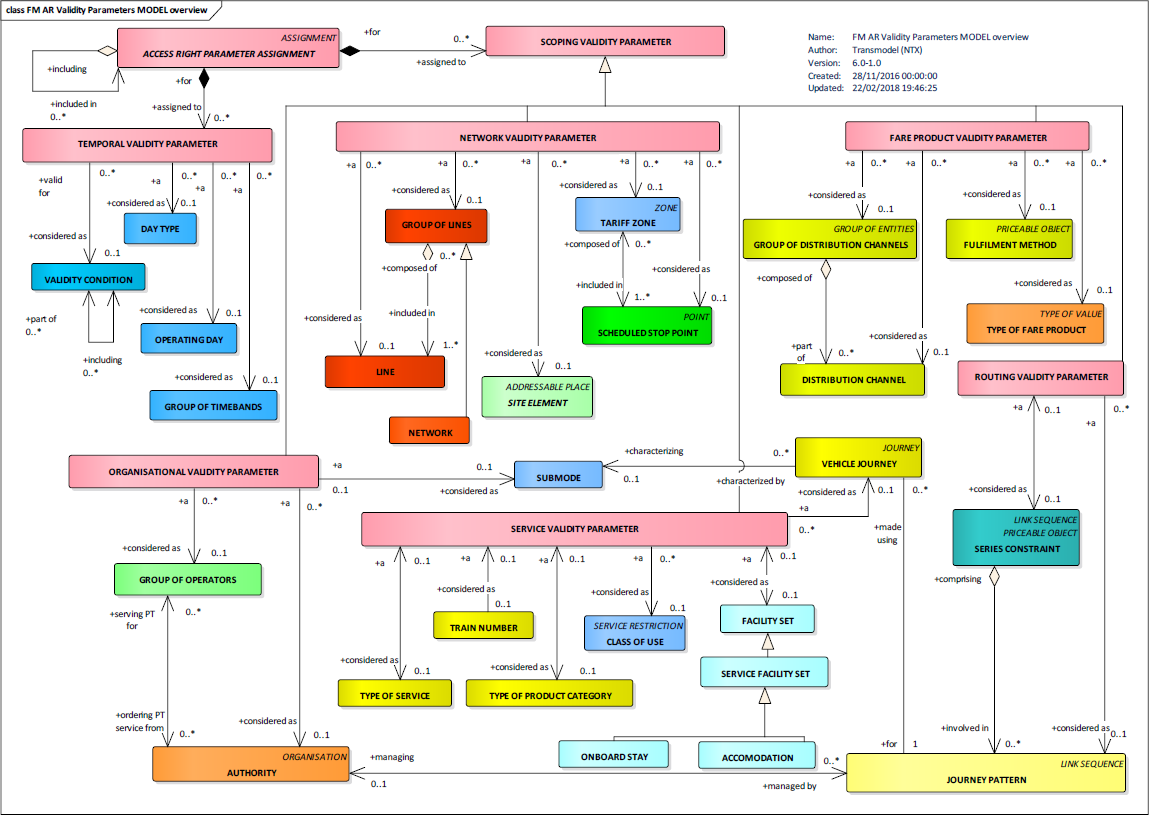 class FM AR Validity Parameters MODEL overview
ASSIGNMENT
ACCESS RIGHT PARAMETER ASSIGNMENT
+for
0..*
+assigned to
SCOPING VALIDITY PARAMETER
Name: FM AR Validity Parameters MODEL overview
Author: Transmodel (NTX)
Version: 6.0-1.0
Created: 28/11/2016 00:00:00
Updated: 22/02/2018 19:46:25
+including
+included in
0..*
+for
+assigned to
0..*
TEMPORAL VALIDITY PARAMETER
NETWORK VALIDITY PARAMETER
FARE PRODUCT VALIDITY PARAMETER
+valid
for
0..*
+a
0..*
+a
0..*
+a
0..*
+considered as
0..1
DAY TYPE
+considered as
0..1
VALIDITY CONDITION
+part of
0..*
+including
0..*
+considered as
0..1
OPERATING DAY
+considered as
0..1
GROUP OF TIMEBANDS
+a
0..*
+a
0..*
+a
0..*
+a
0..*
+a
0..*
+considered as
0..1
GROUP OF LINES
+composed of
0..*
+included in
1..*
+considered as
0..1
LINE
NETWORK
+considered as
0..1
ZONE
TARIFF ZONE
+composed of
0..*
+included in
1..*
+considered as
0..1
POINT
SCHEDULED STOP POINT
+considered as
0..1
ADDRESSABLE PLACE
SITE ELEMENT
+a
0..*
+a
0..*
+a
0..*
+a
0..*
+considered as
0..1
GROUP OF ENTITIES
GROUP OF DISTRIBUTION CHANNELS
+composed of
+part
of
0..*
+considered as
0..1
DISTRIBUTION CHANNEL
+considered as
0..1
PRICEABLE OBJECT
FULFILMENT METHOD
+considered as
0..1
TYPE OF VALUE
TYPE OF FARE PRODUCT
ROUTING VALIDITY PARAMETER
+a
0..1
0..*
+a
ORGANISATIONAL VALIDITY PARAMETER
+a
0..1
0..1
+considered as
SUBMODE
+characterizing
0..1
0..*
+characterized by
JOURNEY
VEHICLE JOURNEY
+considered as
0..1
0..*
+a
0..*
+made
using
SERVICE VALIDITY PARAMETER
+considered as
0..1
LINK SEQUENCE
PRICEABLE OBJECT
SERIES CONSTRAINT
+comprising
+a
0..*
+a
0..*
+considered as
0..1
GROUP OF OPERATORS
+serving PT
for
0..*
+ordering PT
service from
0..*
+considered as
0..1
ORGANISATION
AUTHORITY
+a
0..1
+a
0..1
+a
0..1
+a
0..*
+a
0..1
+considered as
0..1
TRAIN NUMBER
+considered as
0..1
SERVICE RESTRICTION
CLASS OF USE
+considered as
0..1
FACILITY SET
+considered as
0..1
TYPE OF SERVICE
+considered as
0..1
TYPE OF PRODUCT CATEGORY
SERVICE FACILITY SET
ONBOARD STAY
ACCOMODATION
+managing
0..1
0..*
+managed by
+for
1
+involved in
0..*
+considered as
0..1
LINK SEQUENCE
JOURNEY PATTERN